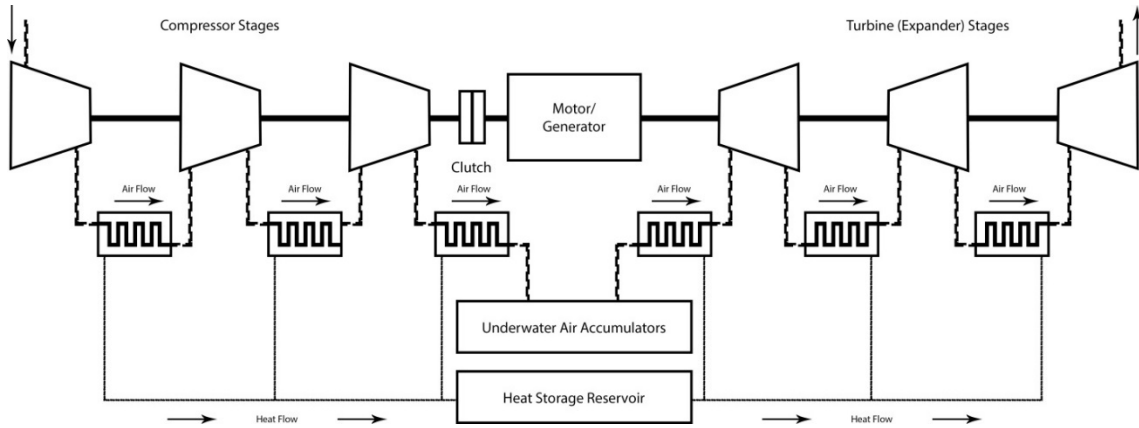 Compressor Stages
Turbine (Expander) Stages
Motor/
Generator
Clutch
Air Flow
Air Flow
Air Flow
Air Flow
Air Flow
Air Flow
Underwater Air Accumulators
Heat Storage Reservoir
Heat Flow
Heat Flow